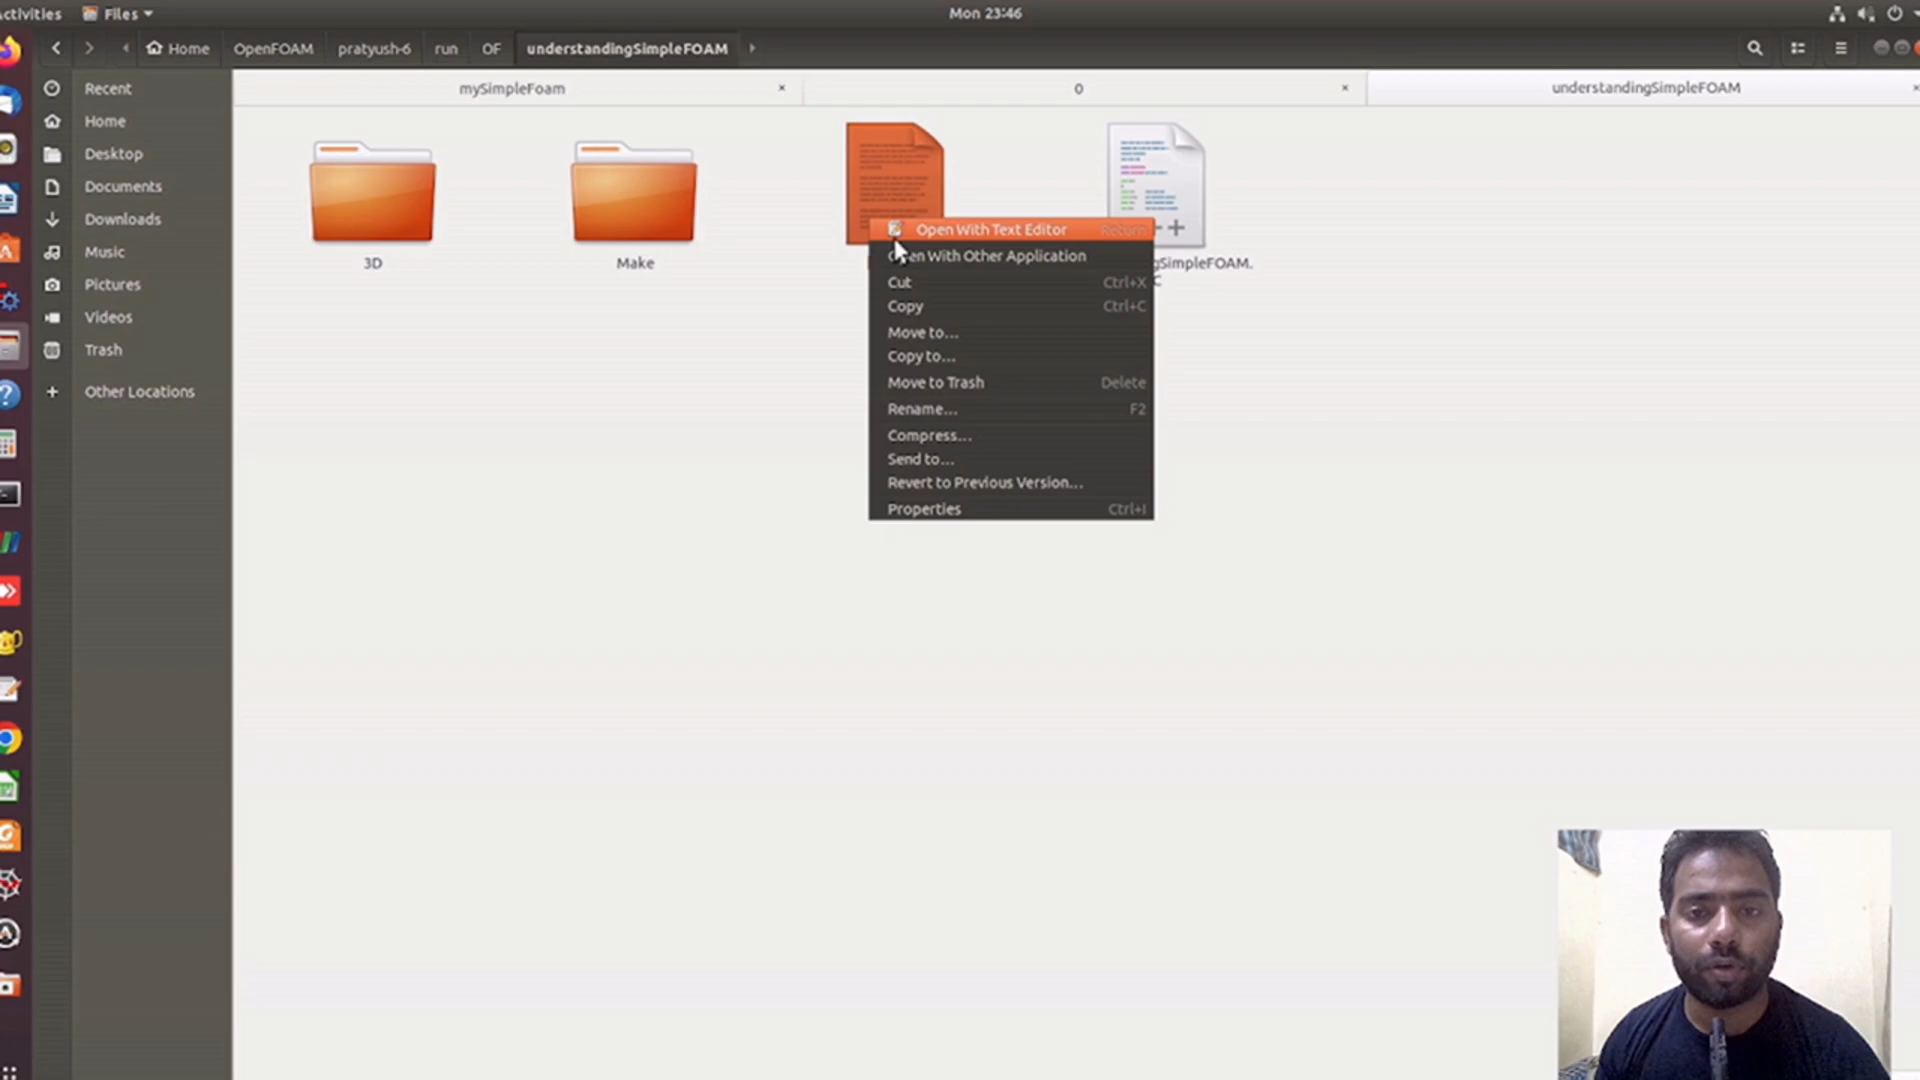 Activities
Files
Mon 23:46
Home
OpenFOAM
pratyush-6
run
OF
understandingSimpleFOAM
Recent
Home
Desktop
Documents
Downloads
Music
Pictures
Videos
Trash
Other Locations
mySimpleFoam
0
understandingSimpleFOAM
3D
Make
gSimpleFOAM.
C
Open With Text Editor Return
Open With Other Application
Cut Ctrl+X
Copy Ctrl+C
Move to...
Copy to...
Move to Trash Delete
Rename... F2
Compress...
Send to...
Revert to Previous Version...
Properties Ctrl+I